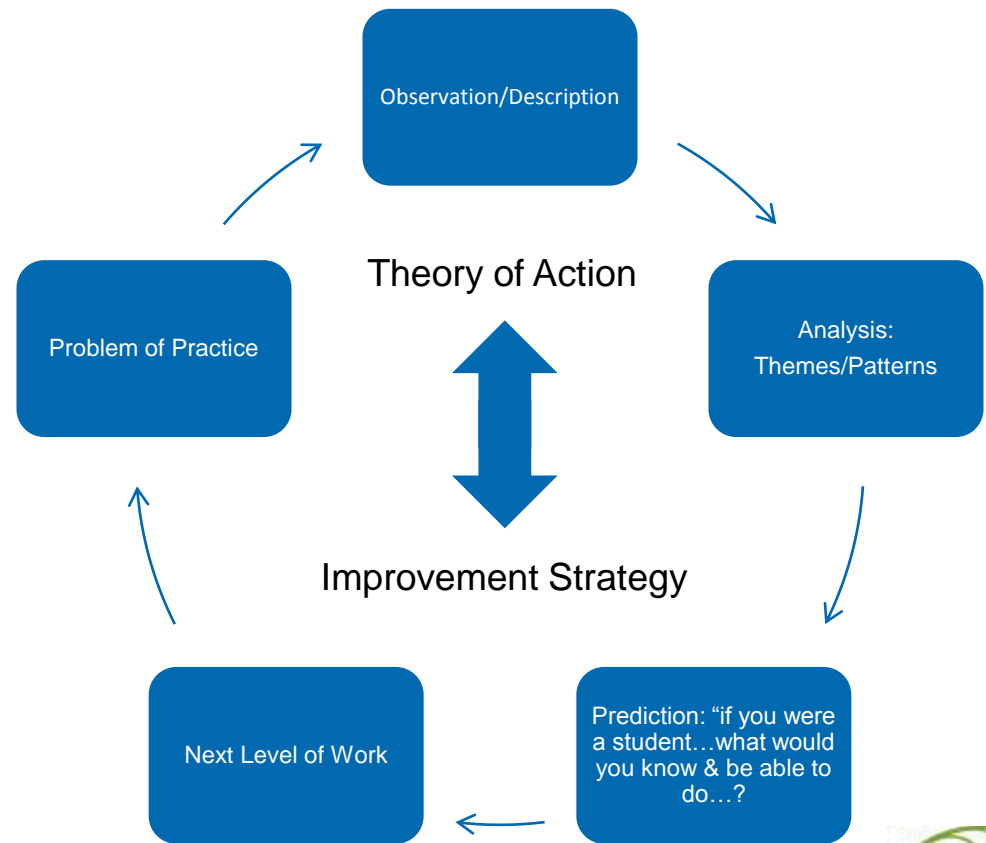 Observation/Description
Theory of Action
Problem of Practice
Analysis:
Themes/Patterns
Improvement Strategy
Next Level of Work
Prediction: “if you were
a student…what would
you know & be able to
do…?